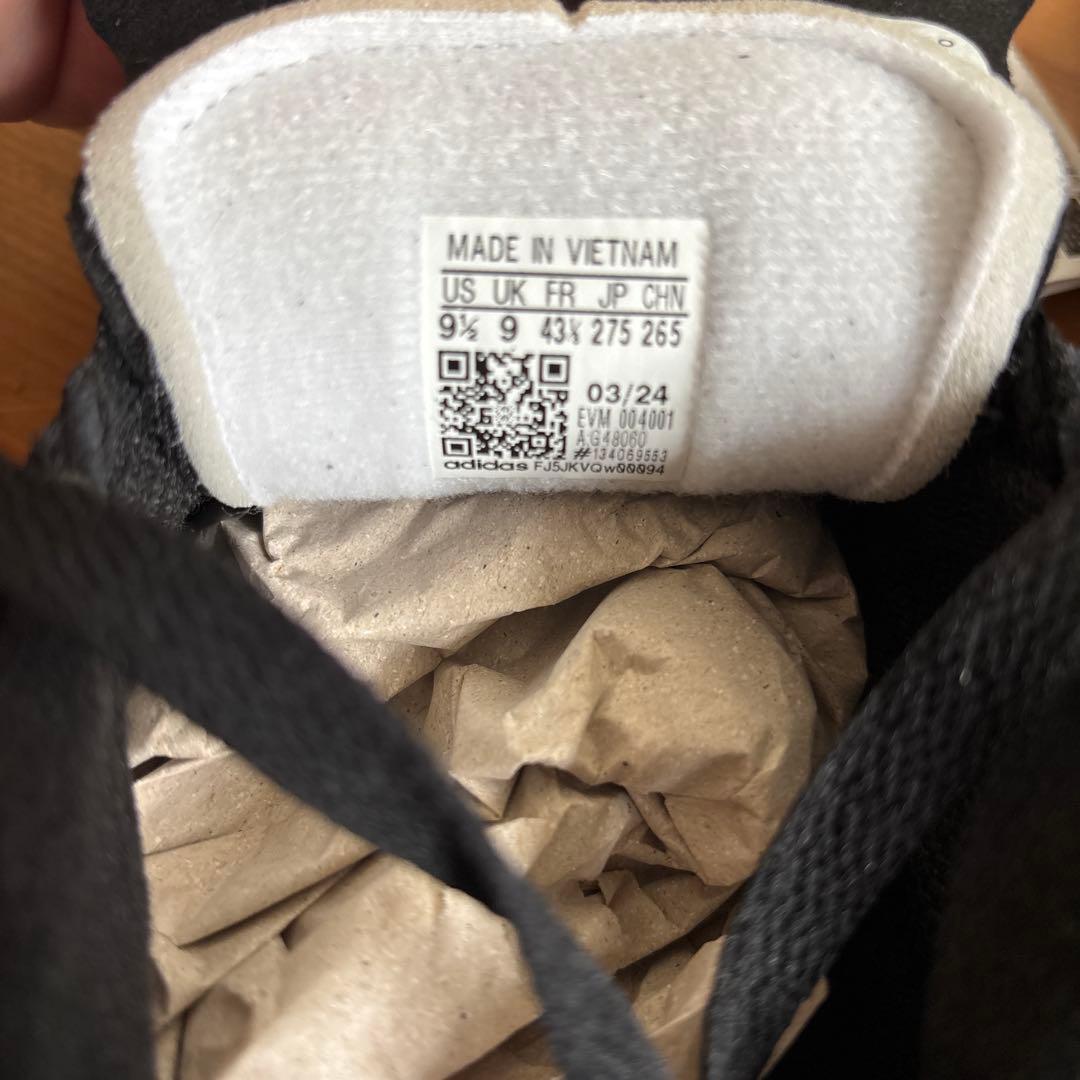 MADE IN VIETNAM
US UK FR JP CHN
9½ 9 43⅓ 275 265
03/24
EVM 004001
A:G48060
#134069553
adidas FJ5JKVQw00094